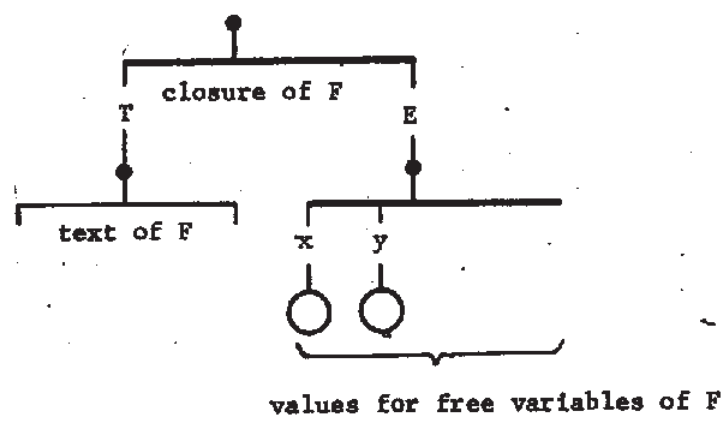 closure of F
T
E
text of F
x
y
values for free variables of F